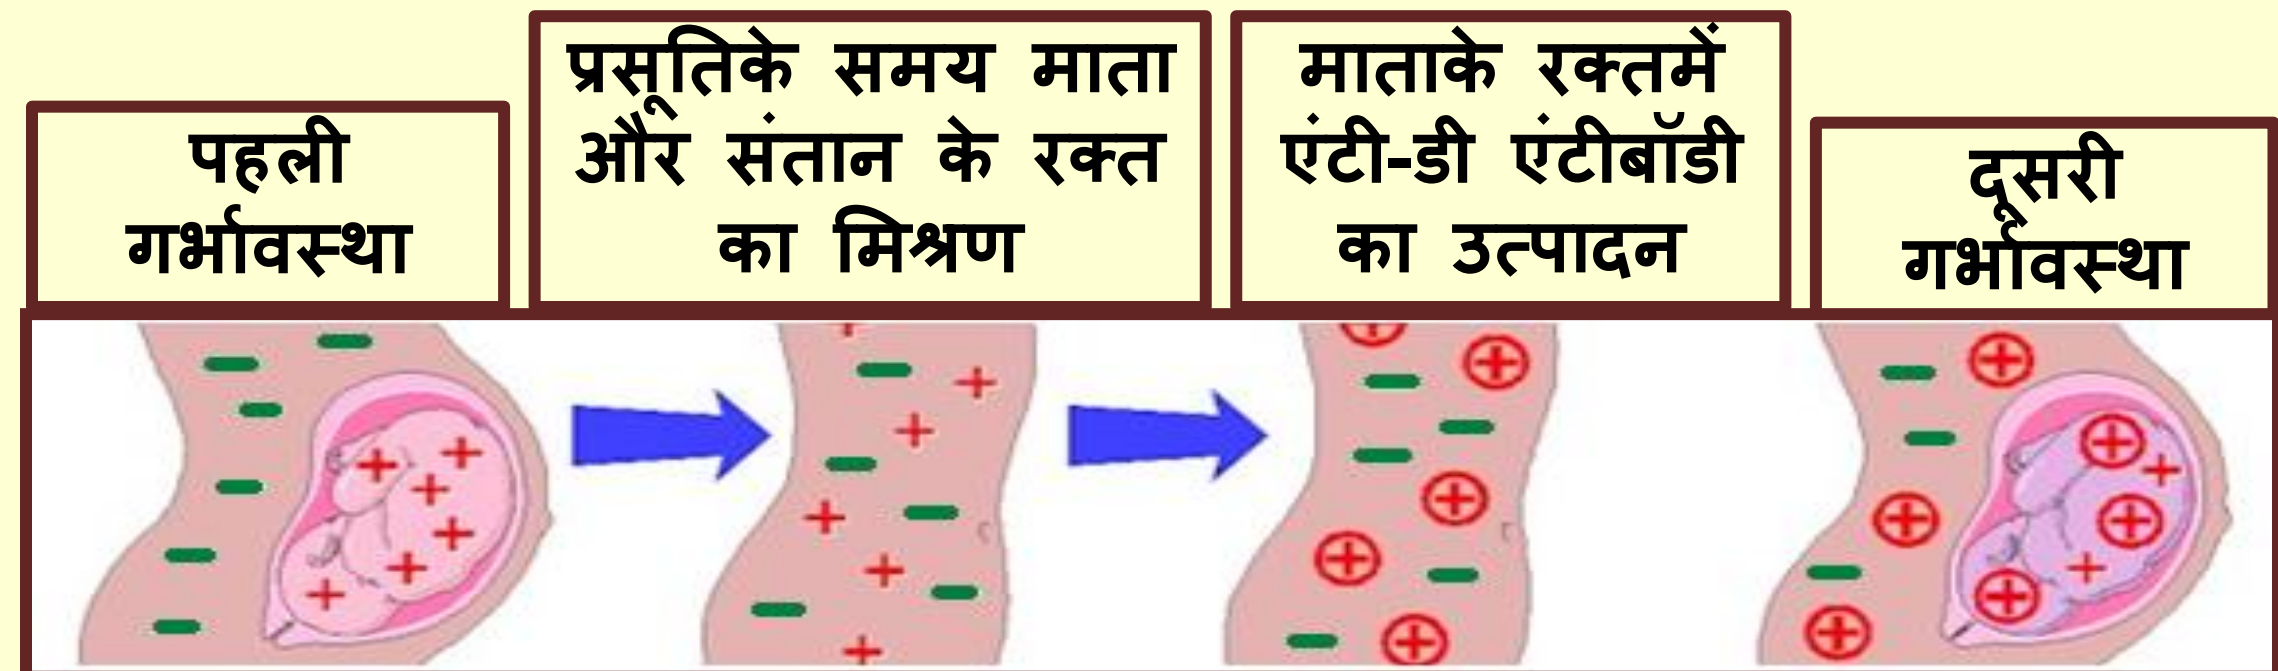 पहली
गर्भावस्था
प्रसूतिके समय माता
और संतान के रक्त
का मिश्रण
माताके रक्तमें
एंटी-डी एंटीबॉडी
का उत्पादन
दूसरी
गर्भावस्था